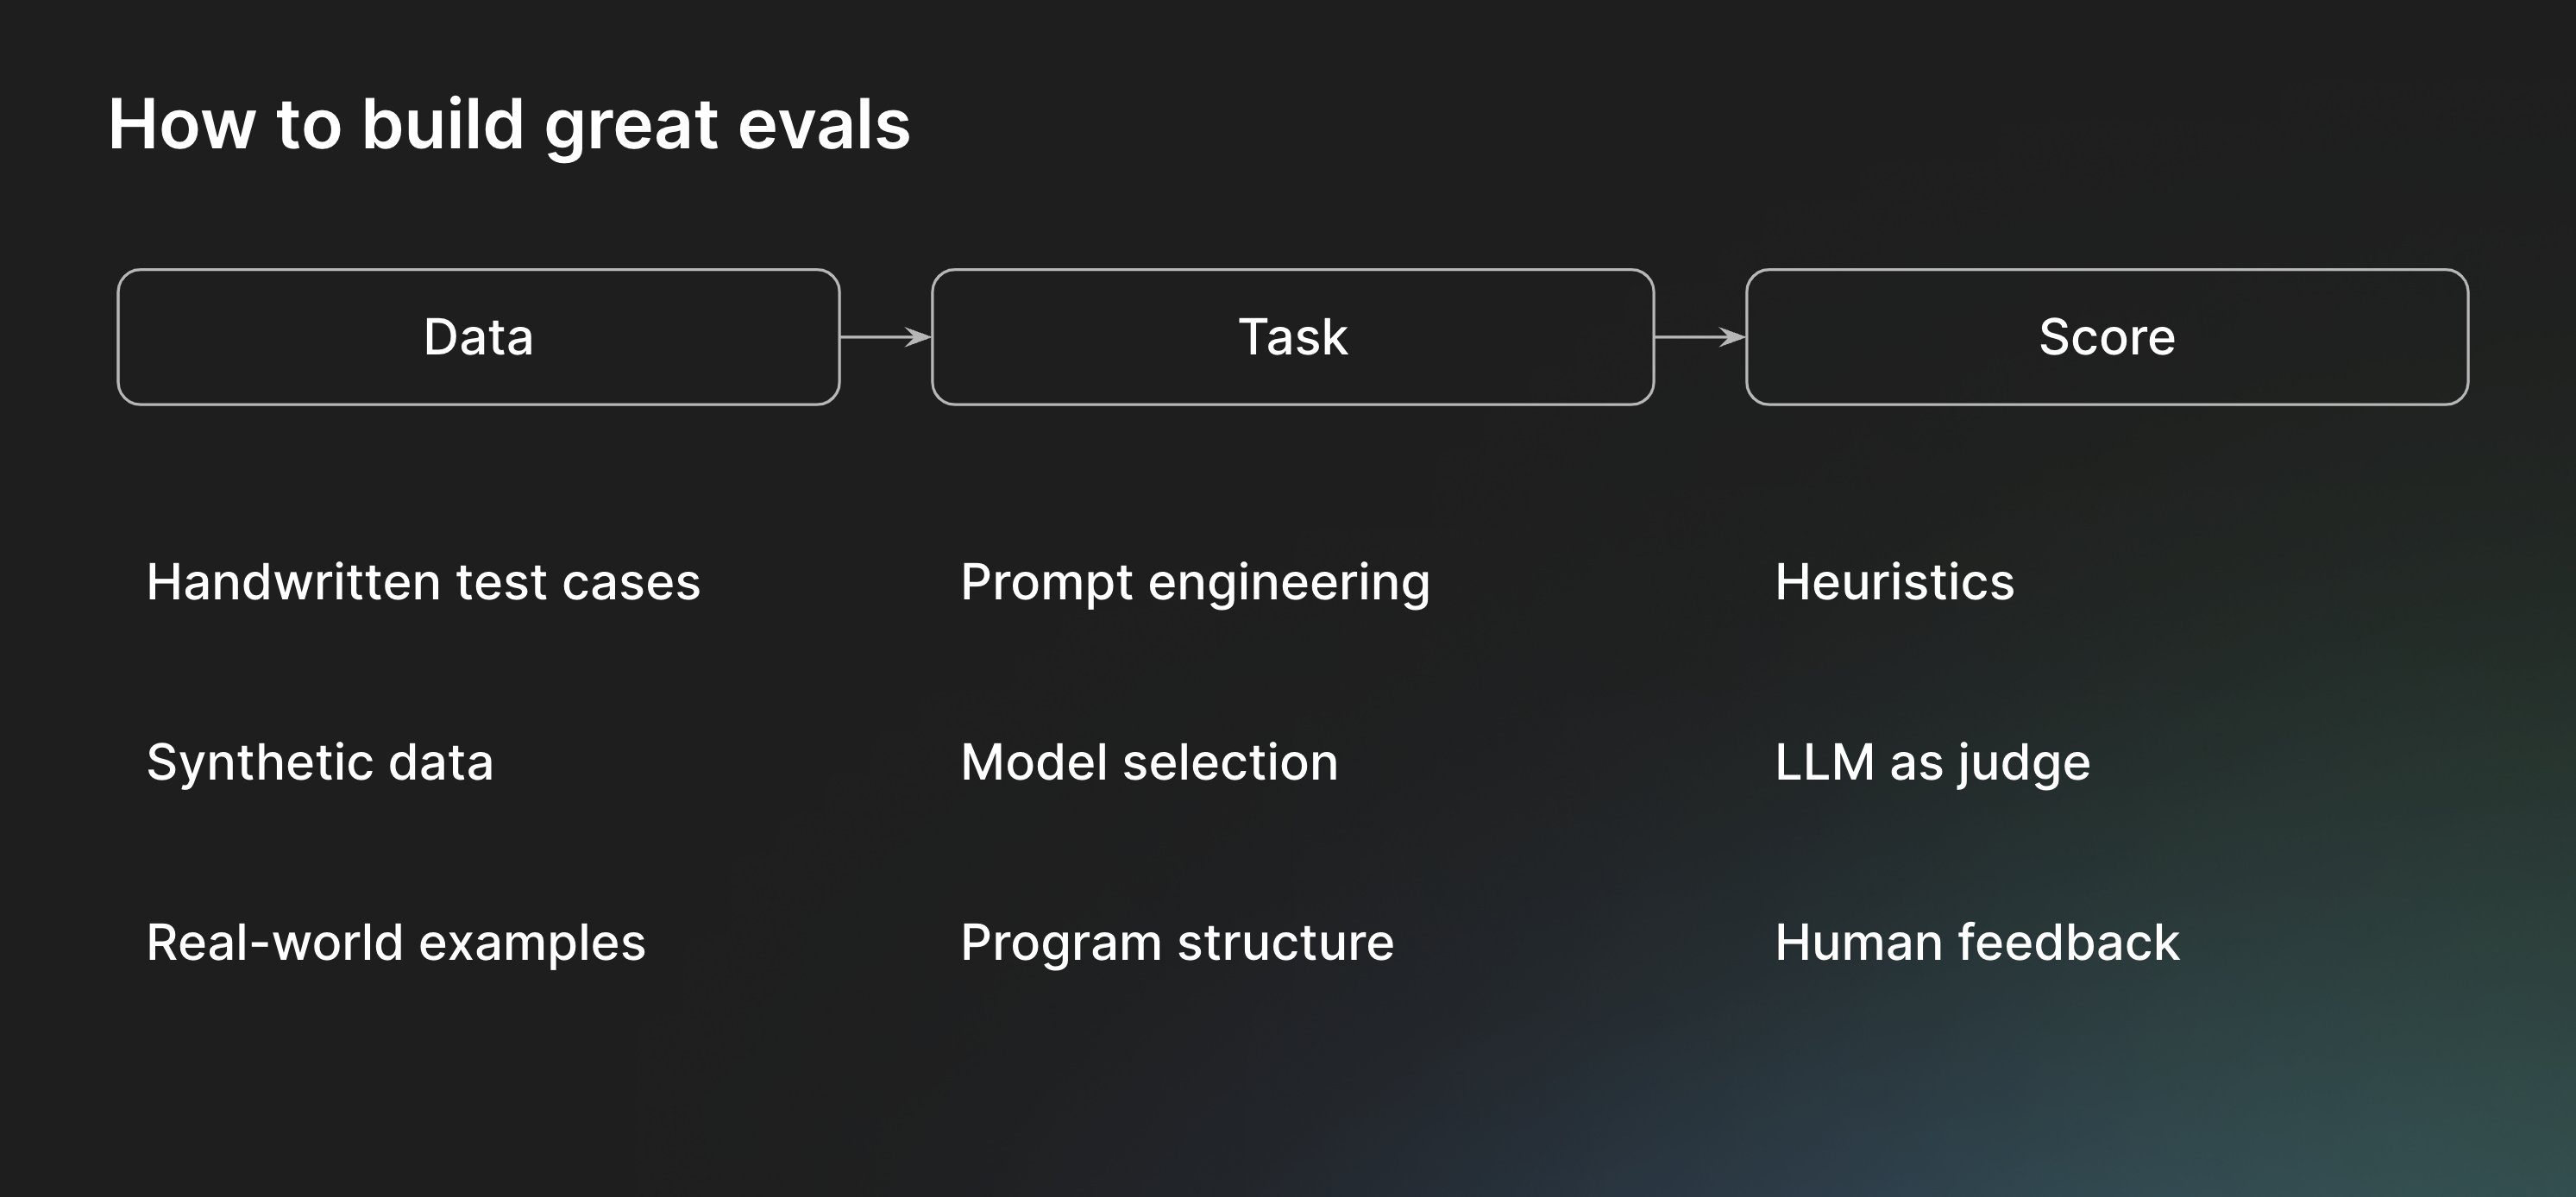 How to build great evals
Data
Task
Score
Handwritten test cases
Prompt engineering
Heuristics
Synthetic data
Model selection
LLM as judge
Real-world examples
Program structure
Human feedback